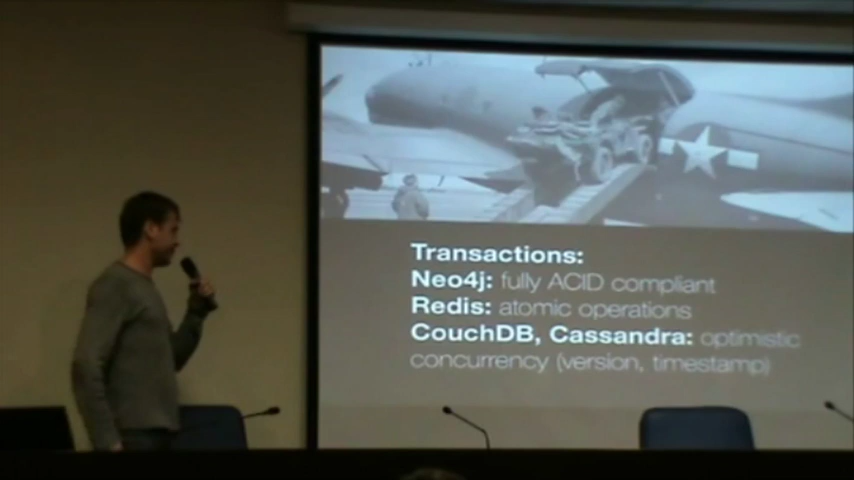 Transactions:
Neo4j: fully ACID compliant
Redis: atomic operations
CouchDB, Cassandra: optimistic
concurrency (version, timestamp)